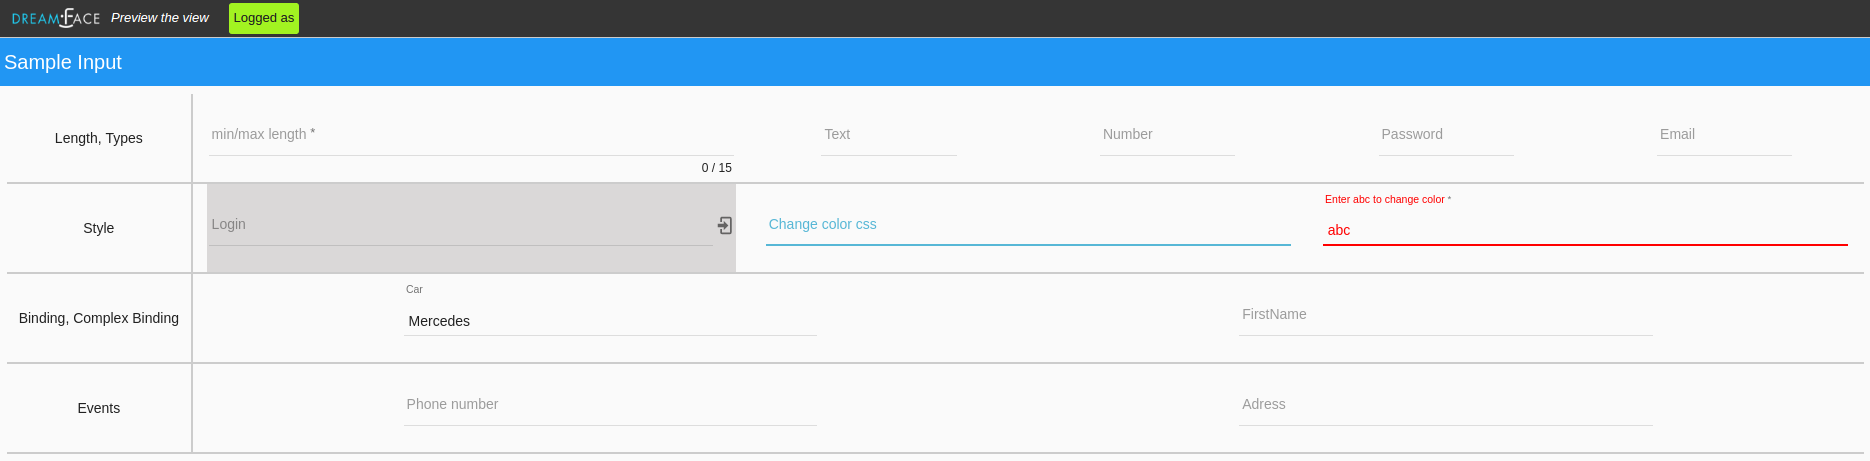 DREAMFACE Preview the view Logged as
Sample Input
Length, Types min/max length * Text Number Password Email
0 / 15
Style Login Change color css Enter abc to change color *
abc
Binding, Complex Binding Car FirstName
Mercedes
Events Phone number Adress